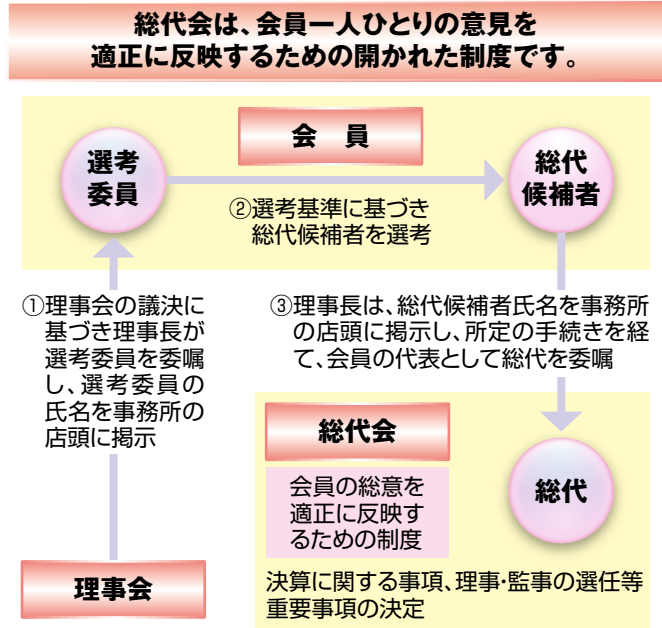 総代会は、会員一人ひとりの意見を
適正に反映するための開かれた制度です。
会 員
選考
委員
総代
候補者
②選考基準に基づき
総代候補者を選考
①理事会の議決に
基づき理事長が
選考委員を委嘱
し、選考委員の
氏名を事務所の
店頭に掲示
③理事長は、総代候補者氏名を事務所
の店頭に掲示し、所定の手続きを経
て、会員の代表として総代を委嘱
総代会
会員の総意を
適正に反映す
るための制度
総代
決算に関する事項、理事・監事の選任等
重要事項の決定
理事会